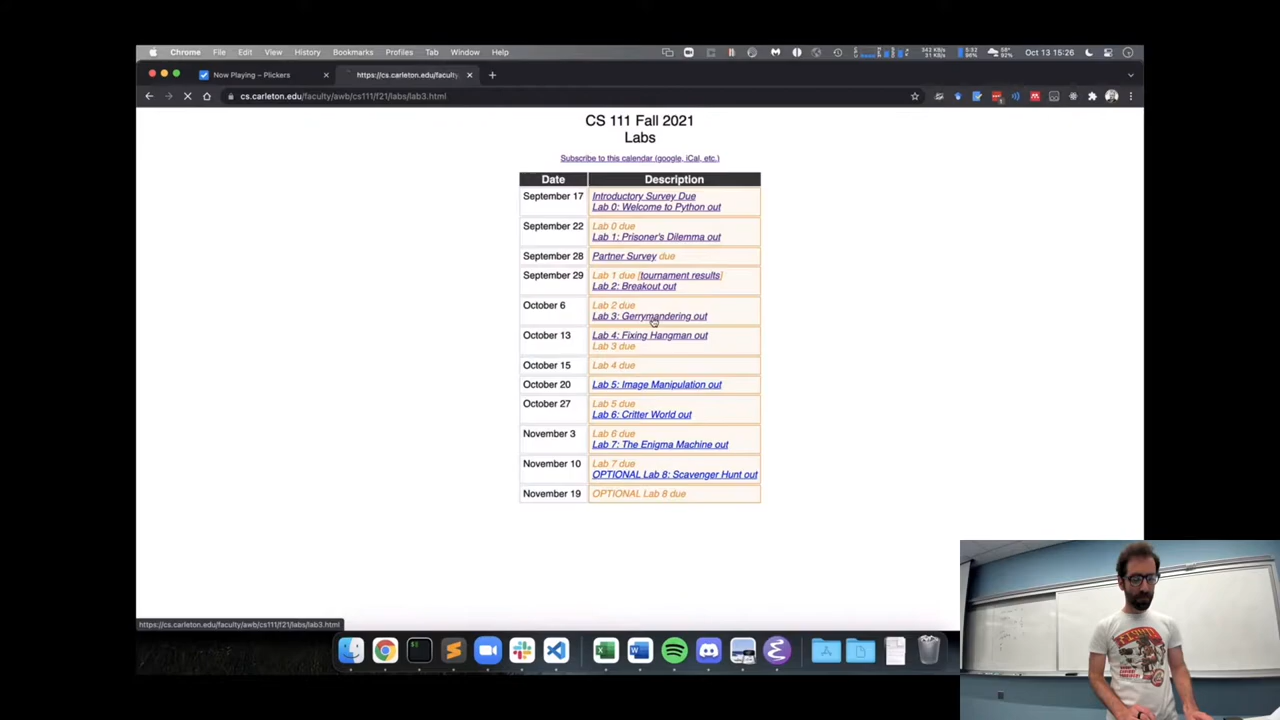 Chrome File Edit View History Bookmarks Profiles Tab Window Help
Oct 13 15:26
Now Playing – Plickers
https://cs.carleton.edu/faculty
cs.carleton.edu/faculty/awb/cs111/f21/labs/lab3.html
CS 111 Fall 2021
Labs
Subscribe to this calendar (google, iCal, etc.)
Date Description
September 17 Introductory Survey Due
Lab 0: Welcome to Python out
September 22 Lab 0 due
Lab 1: Prisoner's Dilemma out
September 28 Partner Survey due
September 29 Lab 1 due [tournament results]
Lab 2: Breakout out
October 6 Lab 2 due
Lab 3: Gerrymandering out
October 13 Lab 4: Fixing Hangman out
Lab 3 due
October 15 Lab 4 due
October 20 Lab 5: Image Manipulation out
October 27 Lab 5 due
Lab 6: Critter World out
November 3 Lab 6 due
Lab 7: The Enigma Machine out
November 10 Lab 7 due
OPTIONAL Lab 8: Scavenger Hunt out
November 19 OPTIONAL Lab 8 due
https://cs.carleton.edu/faculty/awb/cs111/f21/labs/lab3.html